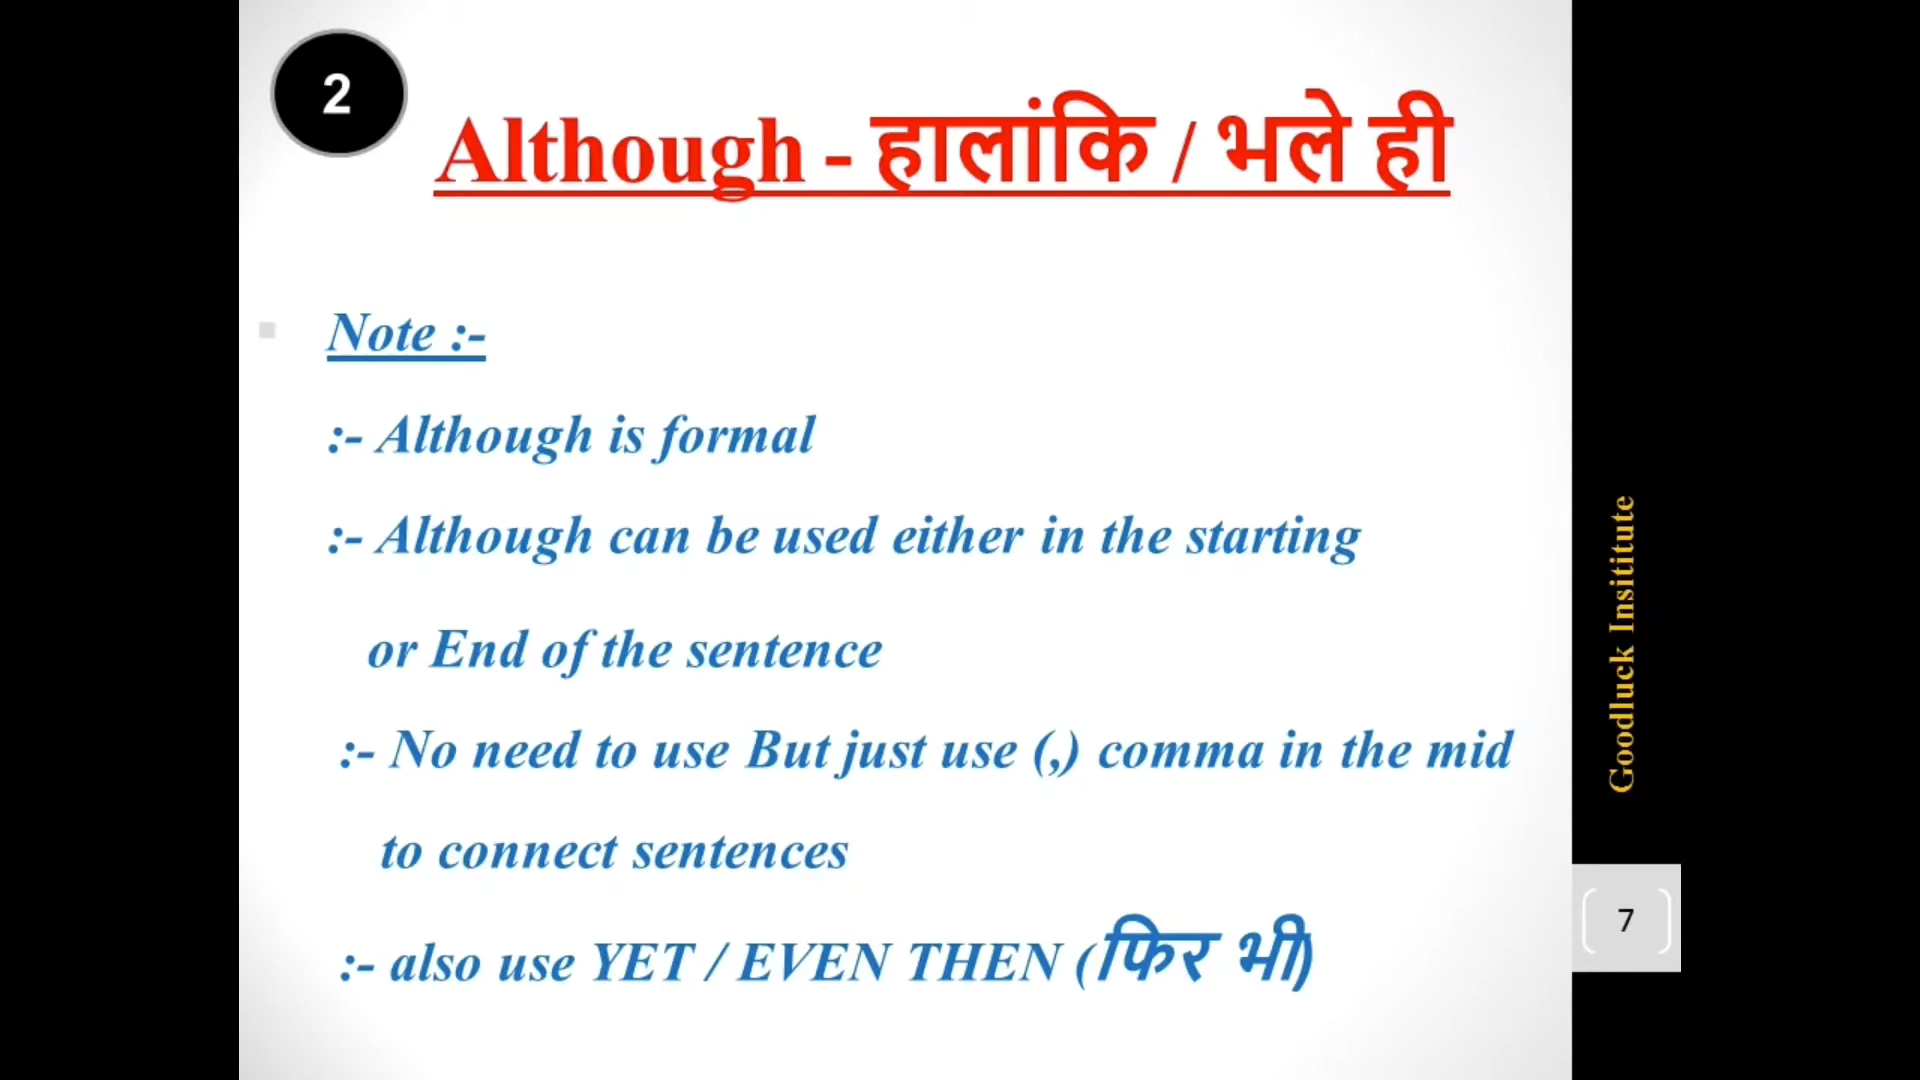 2
Although - हालांकि / भले ही
Note :-
:- Although is formal
:- Although can be used either in the starting
or End of the sentence
:- No need to use But just use (,) comma in the mid
to connect sentences
:- also use YET / EVEN THEN (फिर भी)
Goodluck Insititute
7